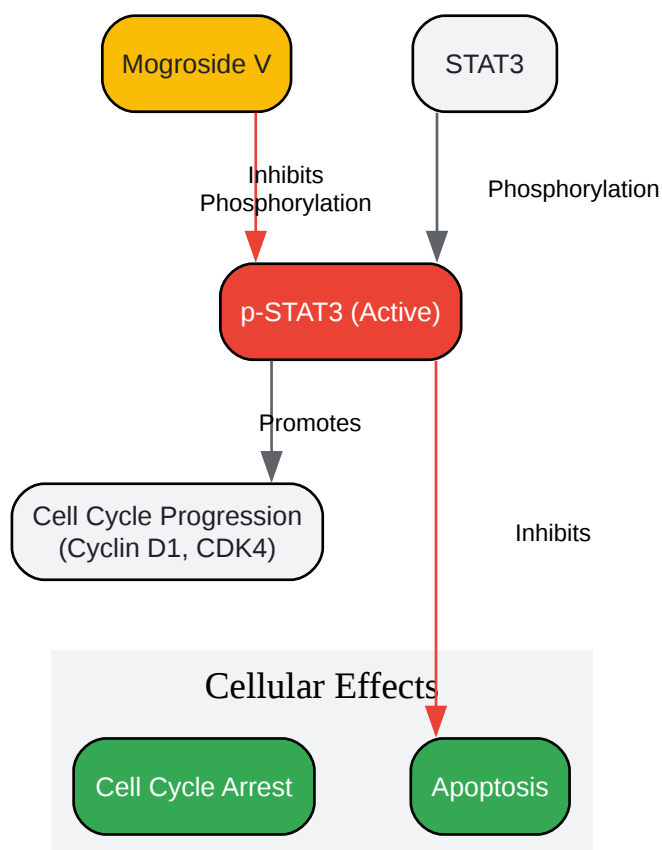 Mogroside V
STAT3
Inhibits
Phosphorylation
Phosphorylation
p-STAT3 (Active)
Promotes
Cell Cycle Progression
(Cyclin D1, CDK4)
Inhibits
Cellular Effects
Cell Cycle Arrest
Apoptosis